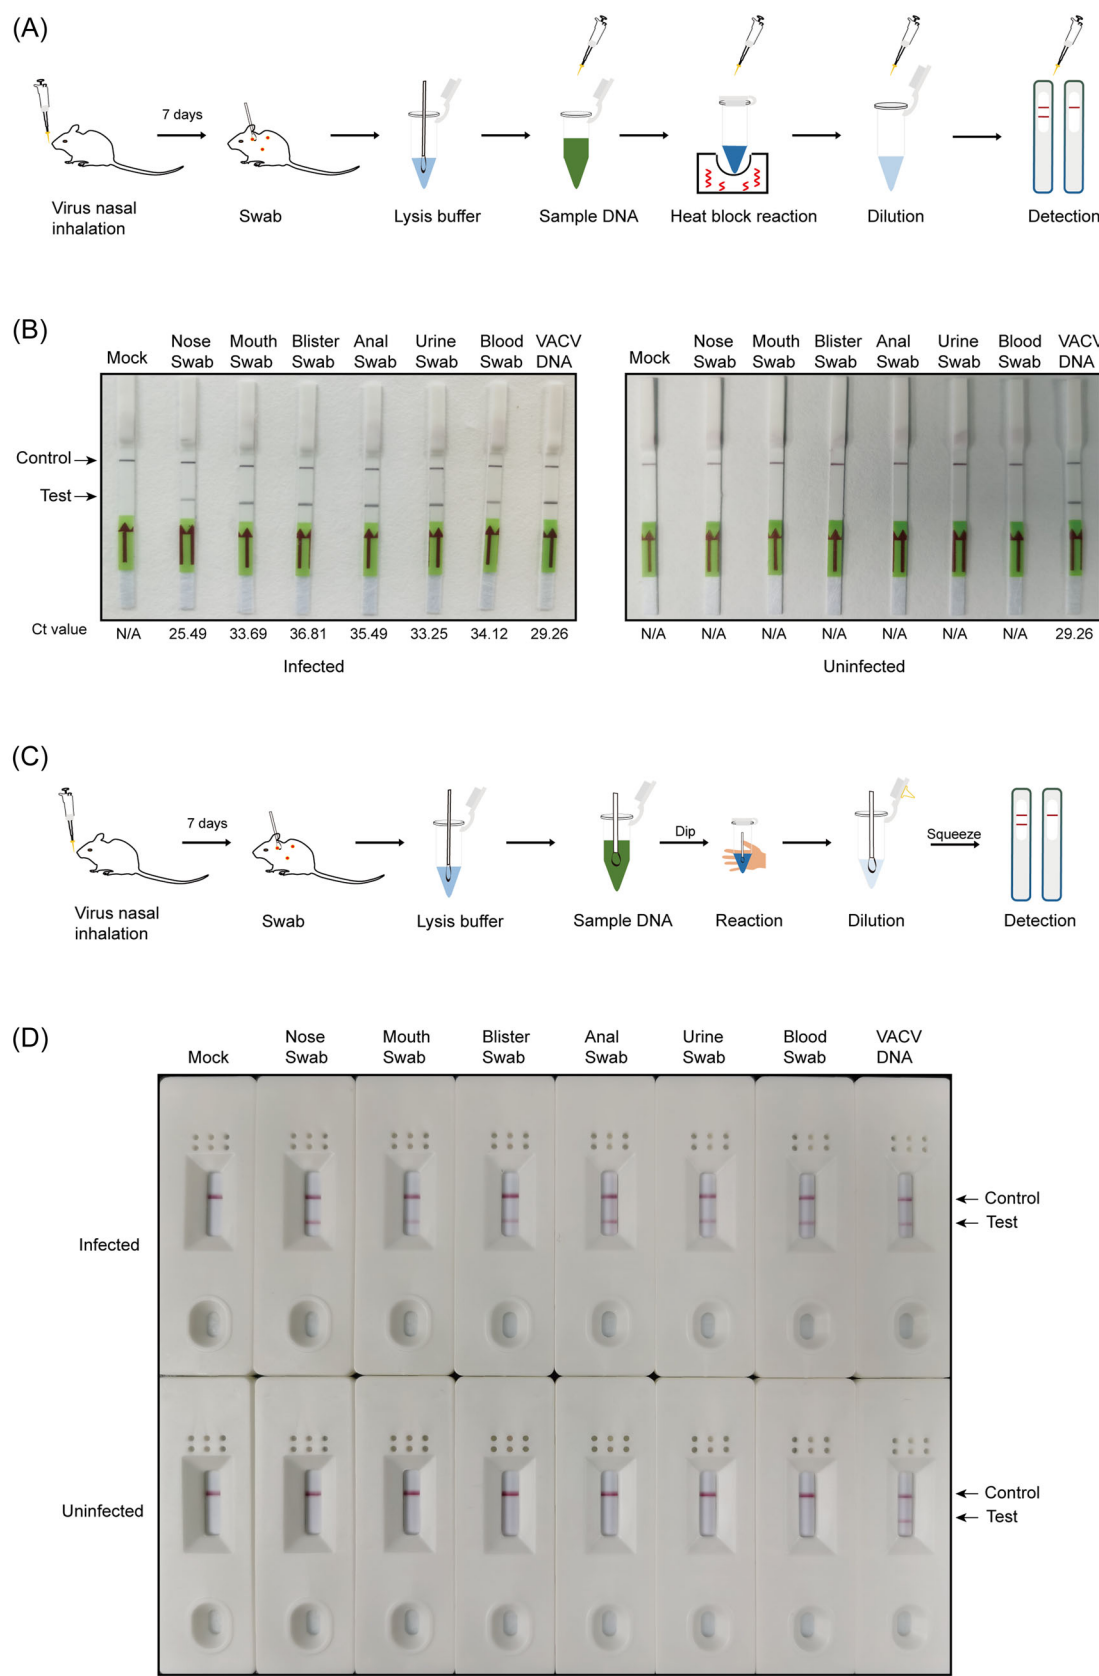 (A)
7 days
Virus nasal
inhalation
Swab
Lysis buffer
Sample DNA
Heat block reaction
Dilution
Detection
(B)
Mock
Nose
Swab
Mouth
Swab
Blister
Swab
Anal
Swab
Urine
Swab
Blood
Swab
VACV
DNA
Mock
Nose
Swab
Mouth
Swab
Blister
Swab
Anal
Swab
Urine
Swab
Blood
Swab
VACV
DNA
Control
Test
Ct value
N/A 25.49 33.69 36.81 35.49 33.25 34.12 29.26
N/A N/A N/A N/A N/A N/A N/A 29.26
Infected
Uninfected
(C)
7 days
Dip
Squeeze
Virus nasal
inhalation
Swab
Lysis buffer
Sample DNA
Reaction
Dilution
Detection
(D)
Mock
Nose
Swab
Mouth
Swab
Blister
Swab
Anal
Swab
Urine
Swab
Blood
Swab
VACV
DNA
Control
Test
Infected
Control
Test
Uninfected